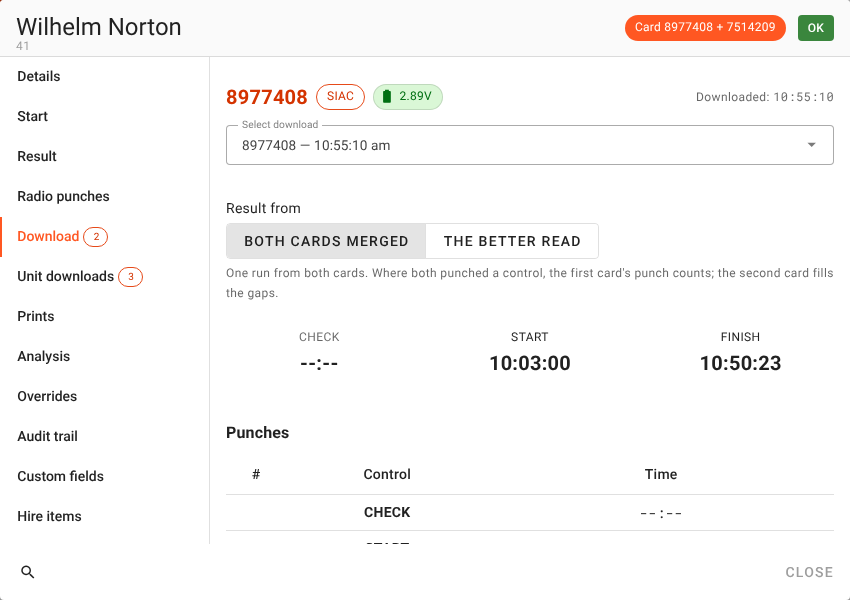 Wilhelm Norton
41
Card 8977408 + 7514209
OK
Details
Start
Result
Radio punches
Download 2
Unit downloads 3
Prints
Analysis
Overrides
Audit trail
Custom fields
Hire items
8977408 SIAC 2.89V
Downloaded: 10:55:10
Select download
8977408 — 10:55:10 am
Result from
BOTH CARDS MERGED THE BETTER READ
One run from both cards. Where both punched a control, the first card's punch counts; the second card fills
the gaps.
CHECK START FINISH
--:-- 10:03:00 10:50:23
Punches
# Control Time
CHECK --:--
CLOSE